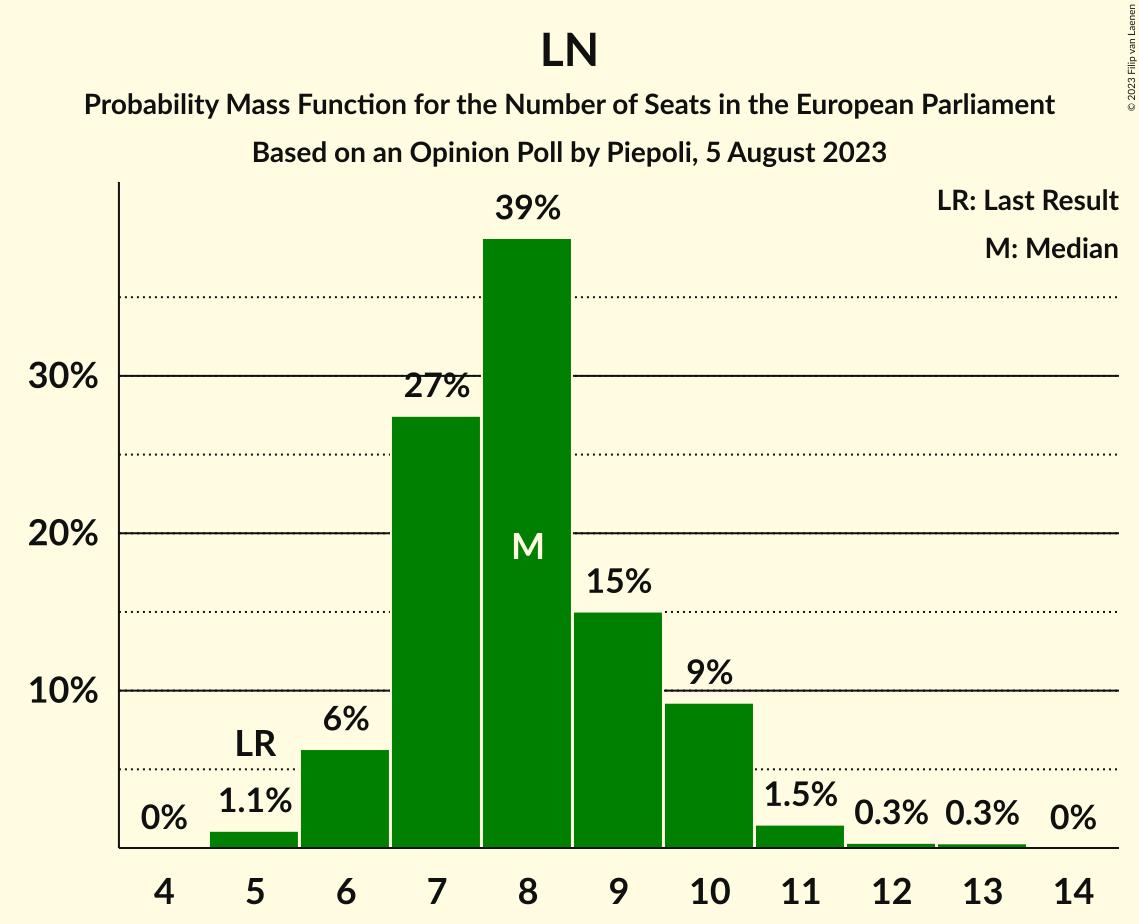 LN
Probability Mass Function for the Number of Seats in the European Parliament
Based on an Opinion Poll by Piepoli, 5 August 2023
© 2023 Filip van Laenen
LR: Last Result
M: Median
39%
30%
27%
20%
M
15%
10%
9%
6%
LR
1.1%
1.5%
0%
0.3%
0.3%
0%
4 5 6 7 8 9 10 11 12 13 14